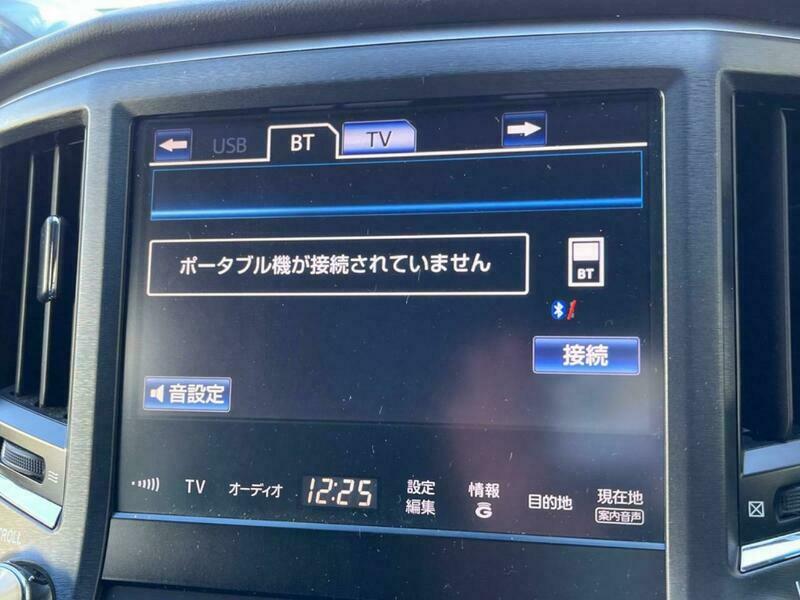 USB
BT
TV
ポータブル機が接続されていません
BT
接続
音設定
TV
オーディオ
12:25
設定
編集
情報
G
目的地
現在地
案内音声